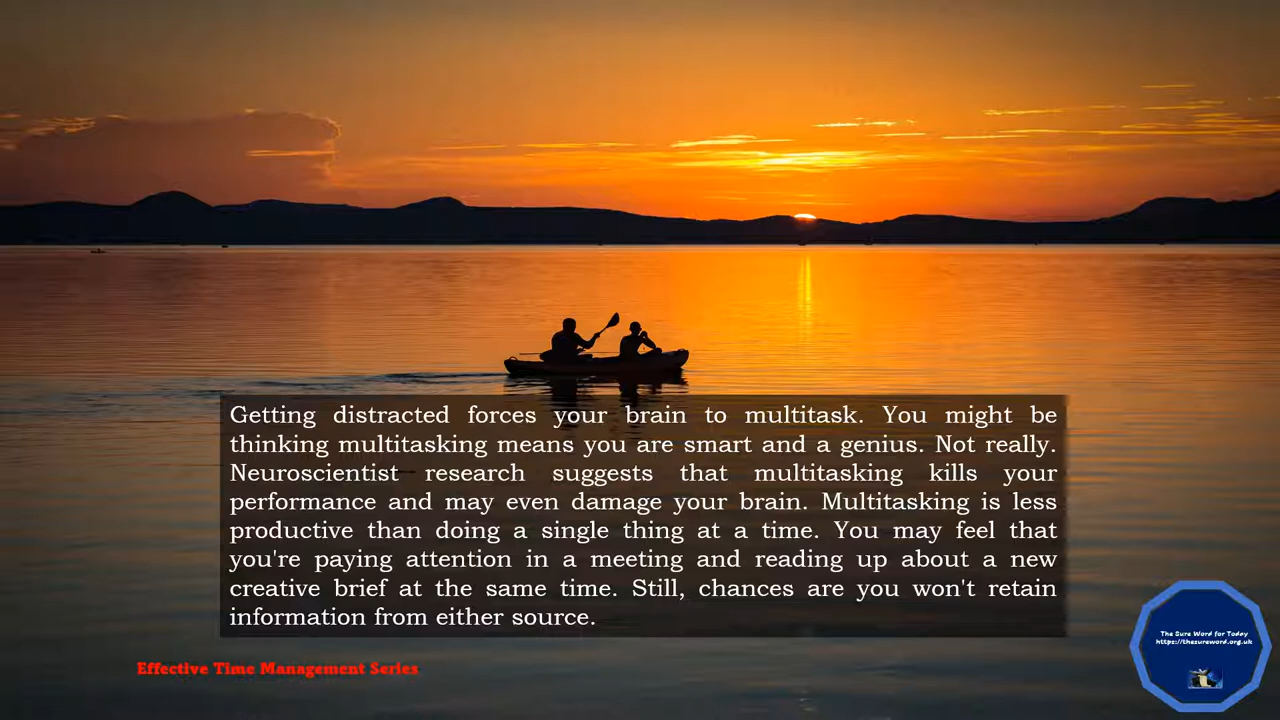 Getting distracted forces your brain to multitask. You might be
thinking multitasking means you are smart and a genius. Not really.
Neuroscientist research suggests that multitasking kills your
performance and may even damage your brain. Multitasking is less
productive than doing a single thing at a time. You may feel that
you're paying attention in a meeting and reading up about a new
creative brief at the same time. Still, chances are you won't retain
information from either source.
The Sure Word for Today
https://thesureword.org.uk
Effective Time Management Series